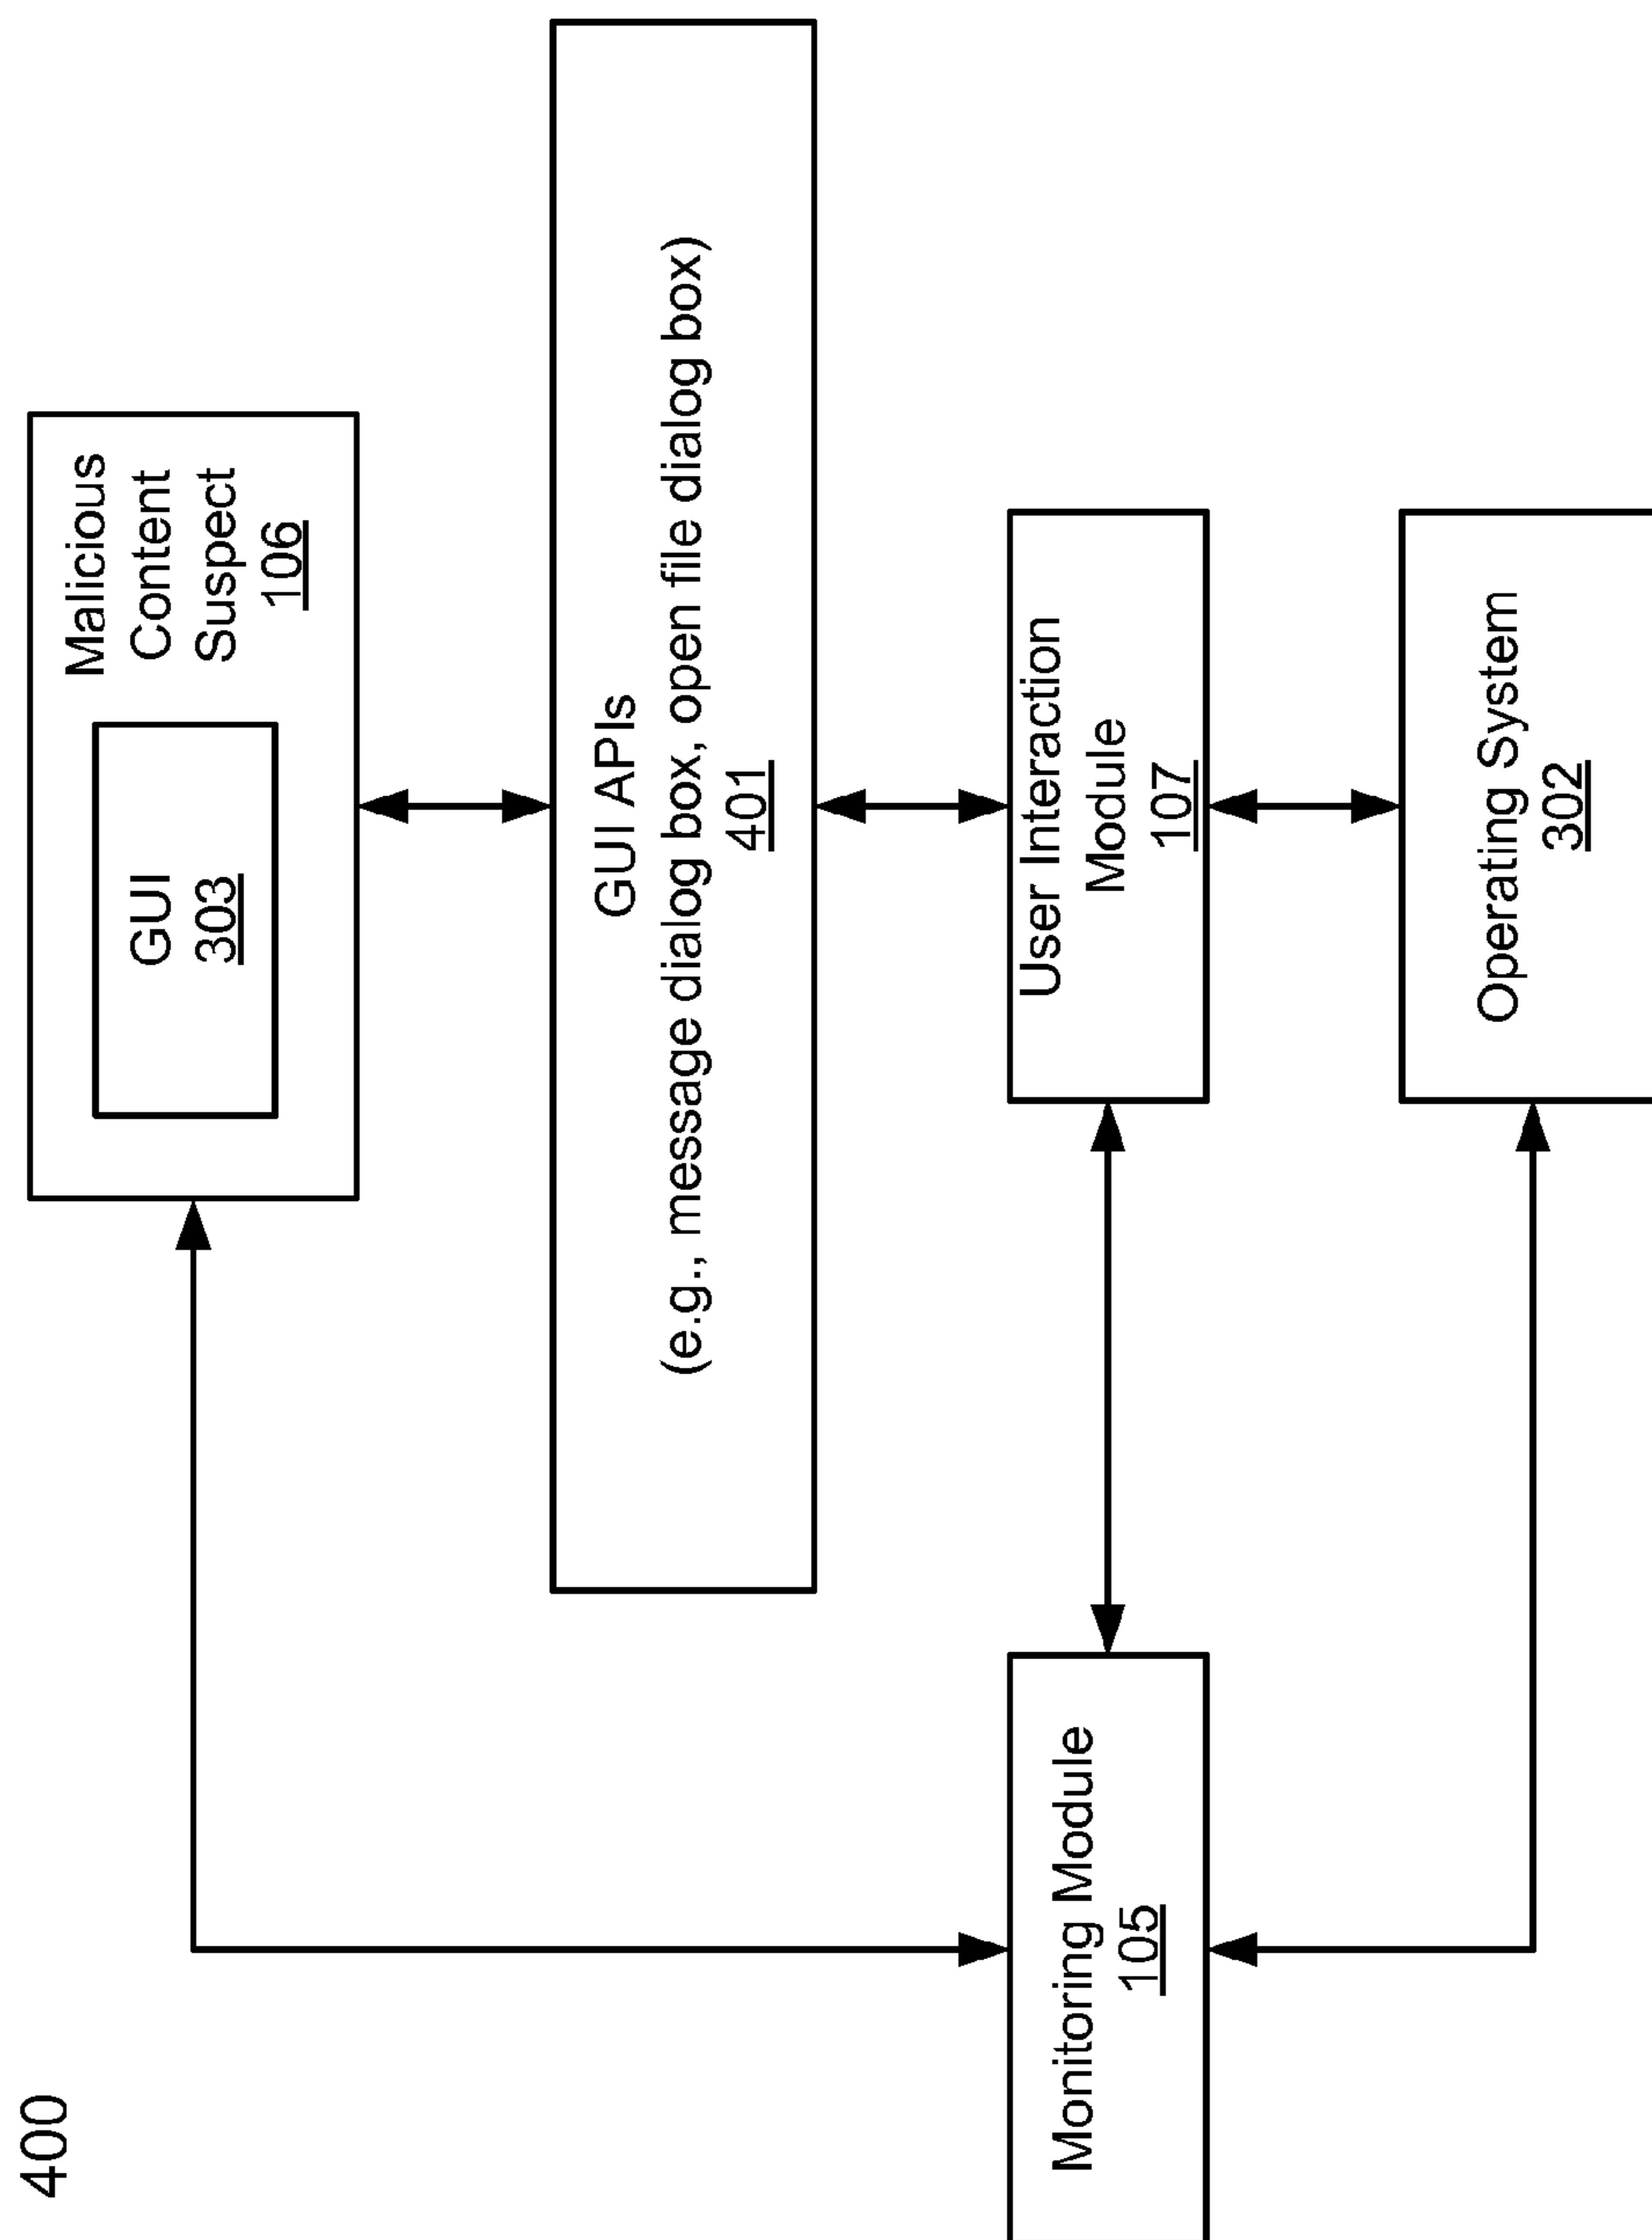 400
Malicious
Content
Suspect
106
GUI
303
GUI APIs
(e.g., message dialog box, open file dialog box)
401
User Interaction
Module
107
Monitoring Module
105
Operating System
302